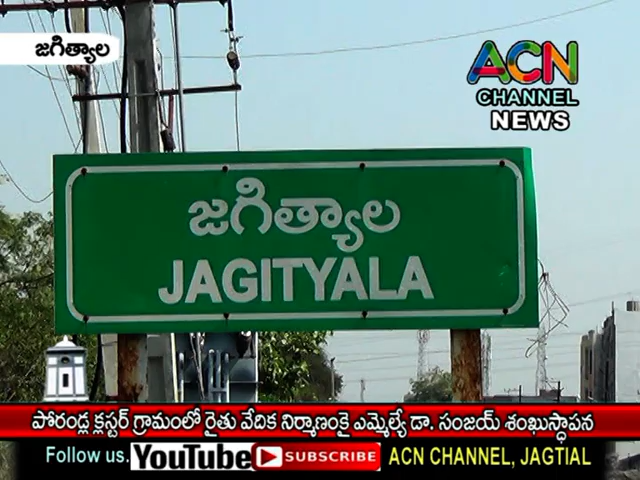 జగిత్యాల
ACN
CHANNEL
NEWS
జగిత్యాల
JAGITYALA
పోరండ్ల క్లస్టర్ గ్రామంలో రైతు వేదిక నిర్మాణంకై ఎమ్మెల్యే డా. సంజయ్ శంఖుస్థాపన
Follow us. YouTube SUBSCRIBE ACN CHANNEL, JAGTIAL